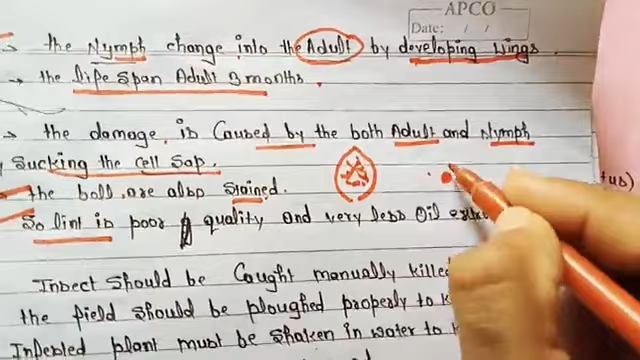 APCO
Date: / /
→ the Nymph change into the Adult by developing wings.
→ the life span Adult 3 months.
→ the damage is caused by the both Adult and Nymph
Sucking the cell sap.
tus)
the boll are also stained.
So lint is poor quality and very less oil
Insect should be caught manually killed
the field should be ploughed properly to
Infested plant must be shaken in water to